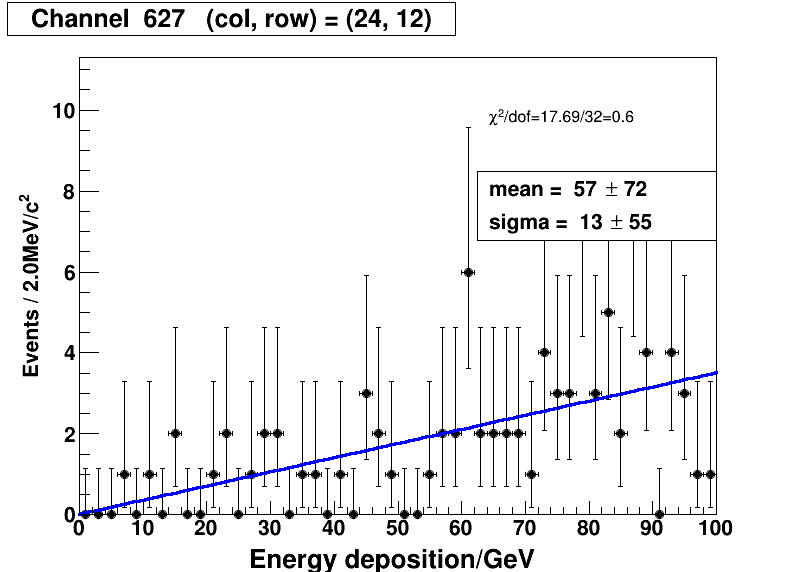 Channel 627 (col, row) = (24, 12)
χ²/dof=17.69/32=0.6
mean = 57 ± 72
sigma = 13 ± 55
Events / 2.0MeV/c²
10
8
6
4
2
0
0 10 20 30 40 50 60 70 80 90 100
Energy deposition/GeV